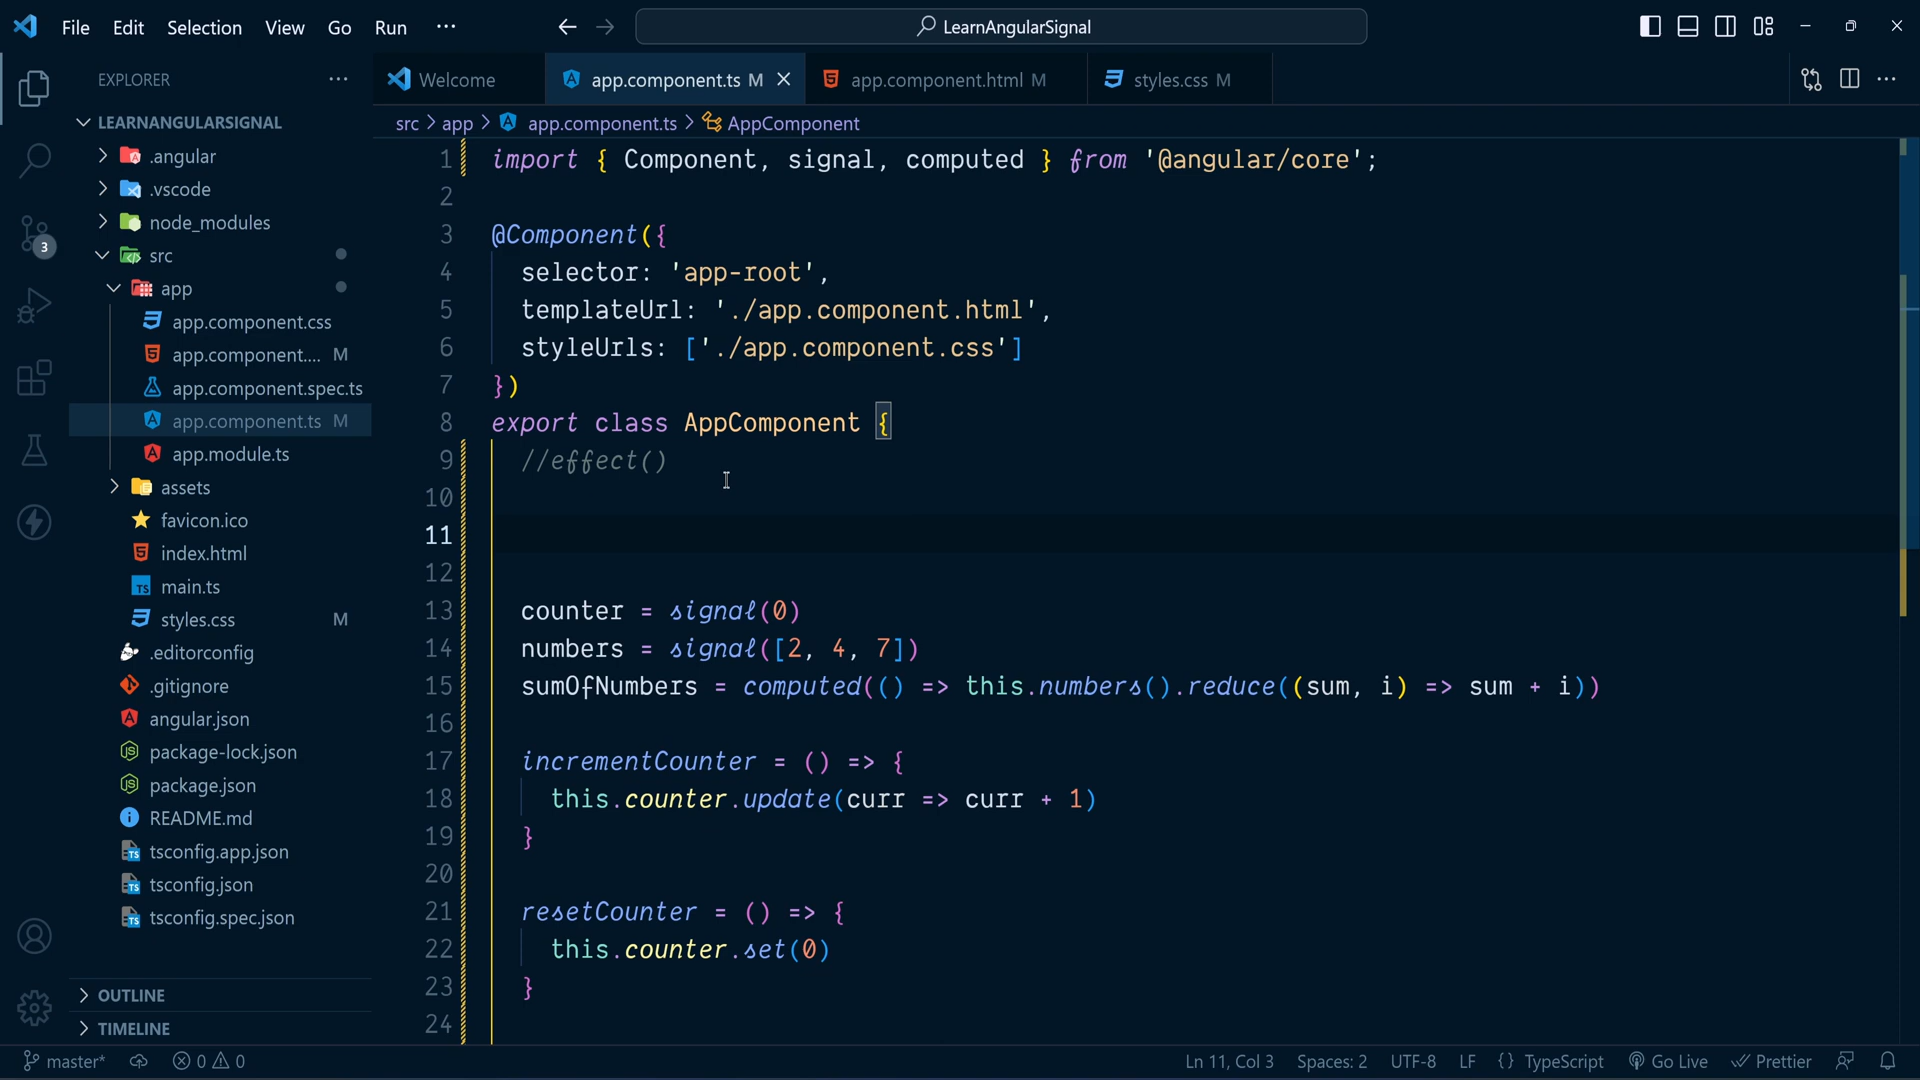 File Edit Selection View Go Run ··· LearnAngularSignal
EXPLORER ···
Welcome app.component.ts M app.component.html M styles.css M
src > app > app.component.ts > AppComponent
LEARNANGULARSIGNAL
.angular
.vscode
node_modules
3
src
app
app.component.css
app.component.... M
app.component.spec.ts
app.component.ts M
app.module.ts
assets
favicon.ico
index.html
main.ts
styles.css M
.editorconfig
.gitignore
angular.json
package-lock.json
package.json
README.md
tsconfig.app.json
tsconfig.json
tsconfig.spec.json
OUTLINE
TIMELINE
1 import { Component, signal, computed } from '@angular/core';
2
3 @Component({
4 selector: 'app-root',
5 templateUrl: './app.component.html',
6 styleUrls: ['./app.component.css']
7 })
8 export class AppComponent {
9 //effect()
10
11
12
13 counter = signal(0)
14 numbers = signal([2, 4, 7])
15 sumOfNumbers = computed(() => this.numbers().reduce((sum, i) => sum + i))
16
17 incrementCounter = () => {
18 this.counter.update(curr => curr + 1)
19 }
20
21 resetCounter = () => {
22 this.counter.set(0)
23 }
24
master* 0 0 Ln 11, Col 3 Spaces: 2 UTF-8 LF {} TypeScript Go Live Prettier